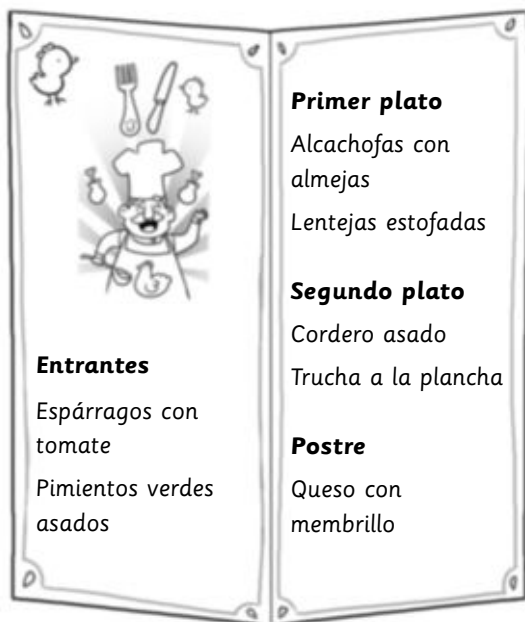 Entrantes
Espárragos con
tomate
Pimientos verdes
asados
Primer plato
Alcachofas con
almejas
Lentejas estofadas
Segundo plato
Cordero asado
Trucha a la plancha
Postre
Queso con
membrillo